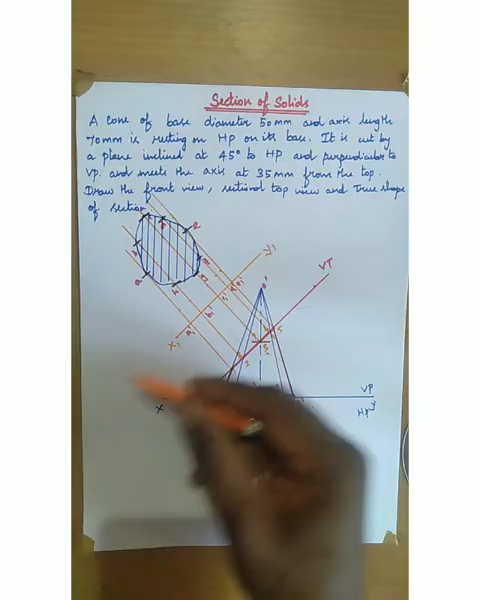 Section of Solids
A cone of base diameter 50mm and axis length
70mm is resting on HP on its base. It is cut by
a plane inclined at 45° to HP and perpendicular to
VP. and meets the axis at 35mm from the top.
Draw the front view, sectional top view and True shape
of section.
Y1
VT
X1
o'
X
VP
HP Y